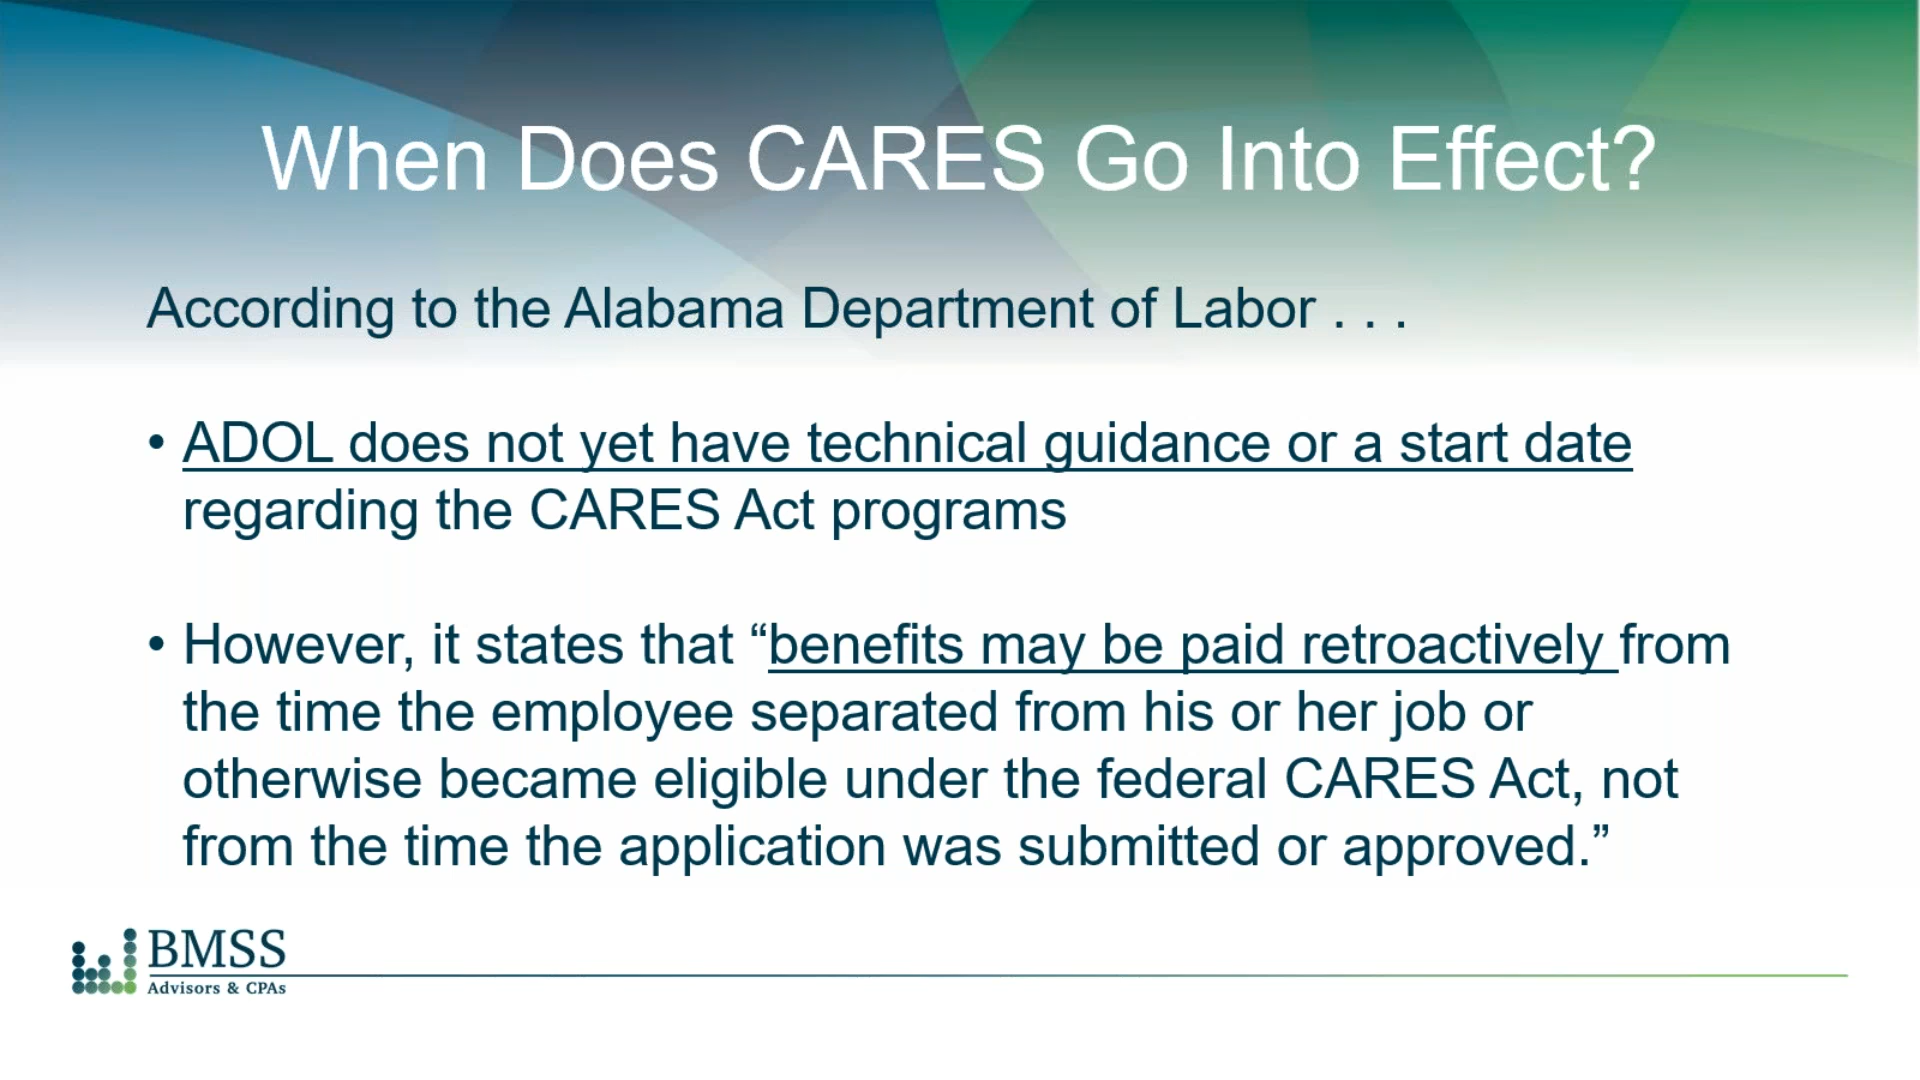 When Does CARES Go Into Effect?
According to the Alabama Department of Labor . . .
• ADOL does not yet have technical guidance or a start date
regarding the CARES Act programs
• However, it states that “benefits may be paid retroactively from
the time the employee separated from his or her job or
otherwise became eligible under the federal CARES Act, not
from the time the application was submitted or approved.”
BMSS
Advisors & CPAs